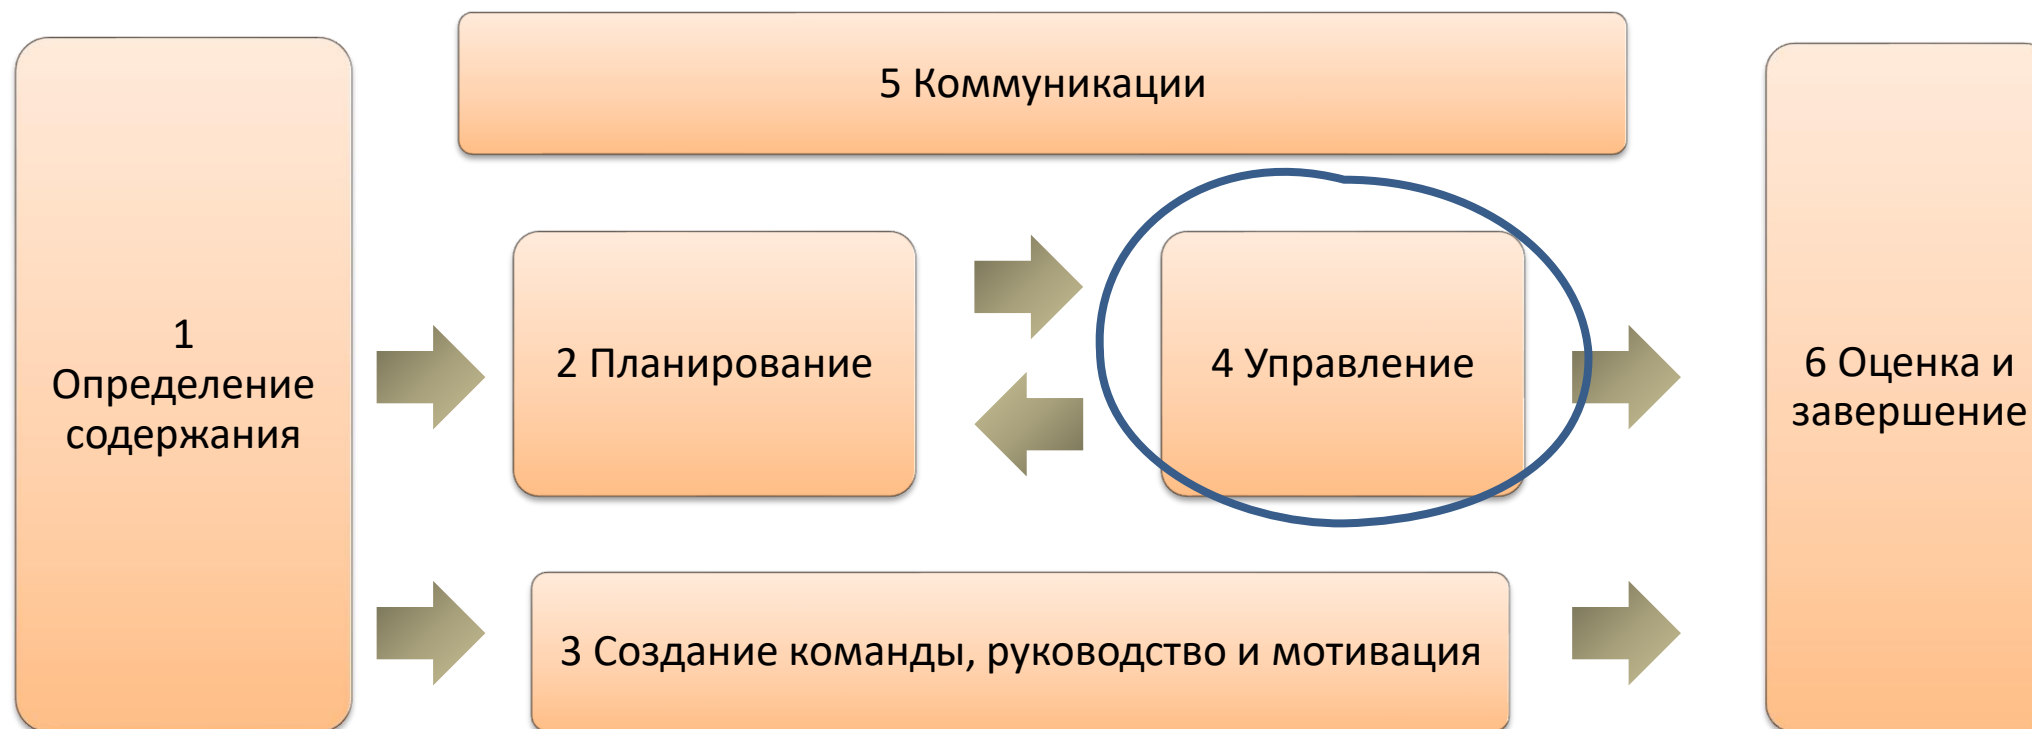 5 Коммуникации
1
Определение
содержания
2 Планирование
4 Управление
6 Оценка и
завершение
3 Создание команды, руководство и мотивация